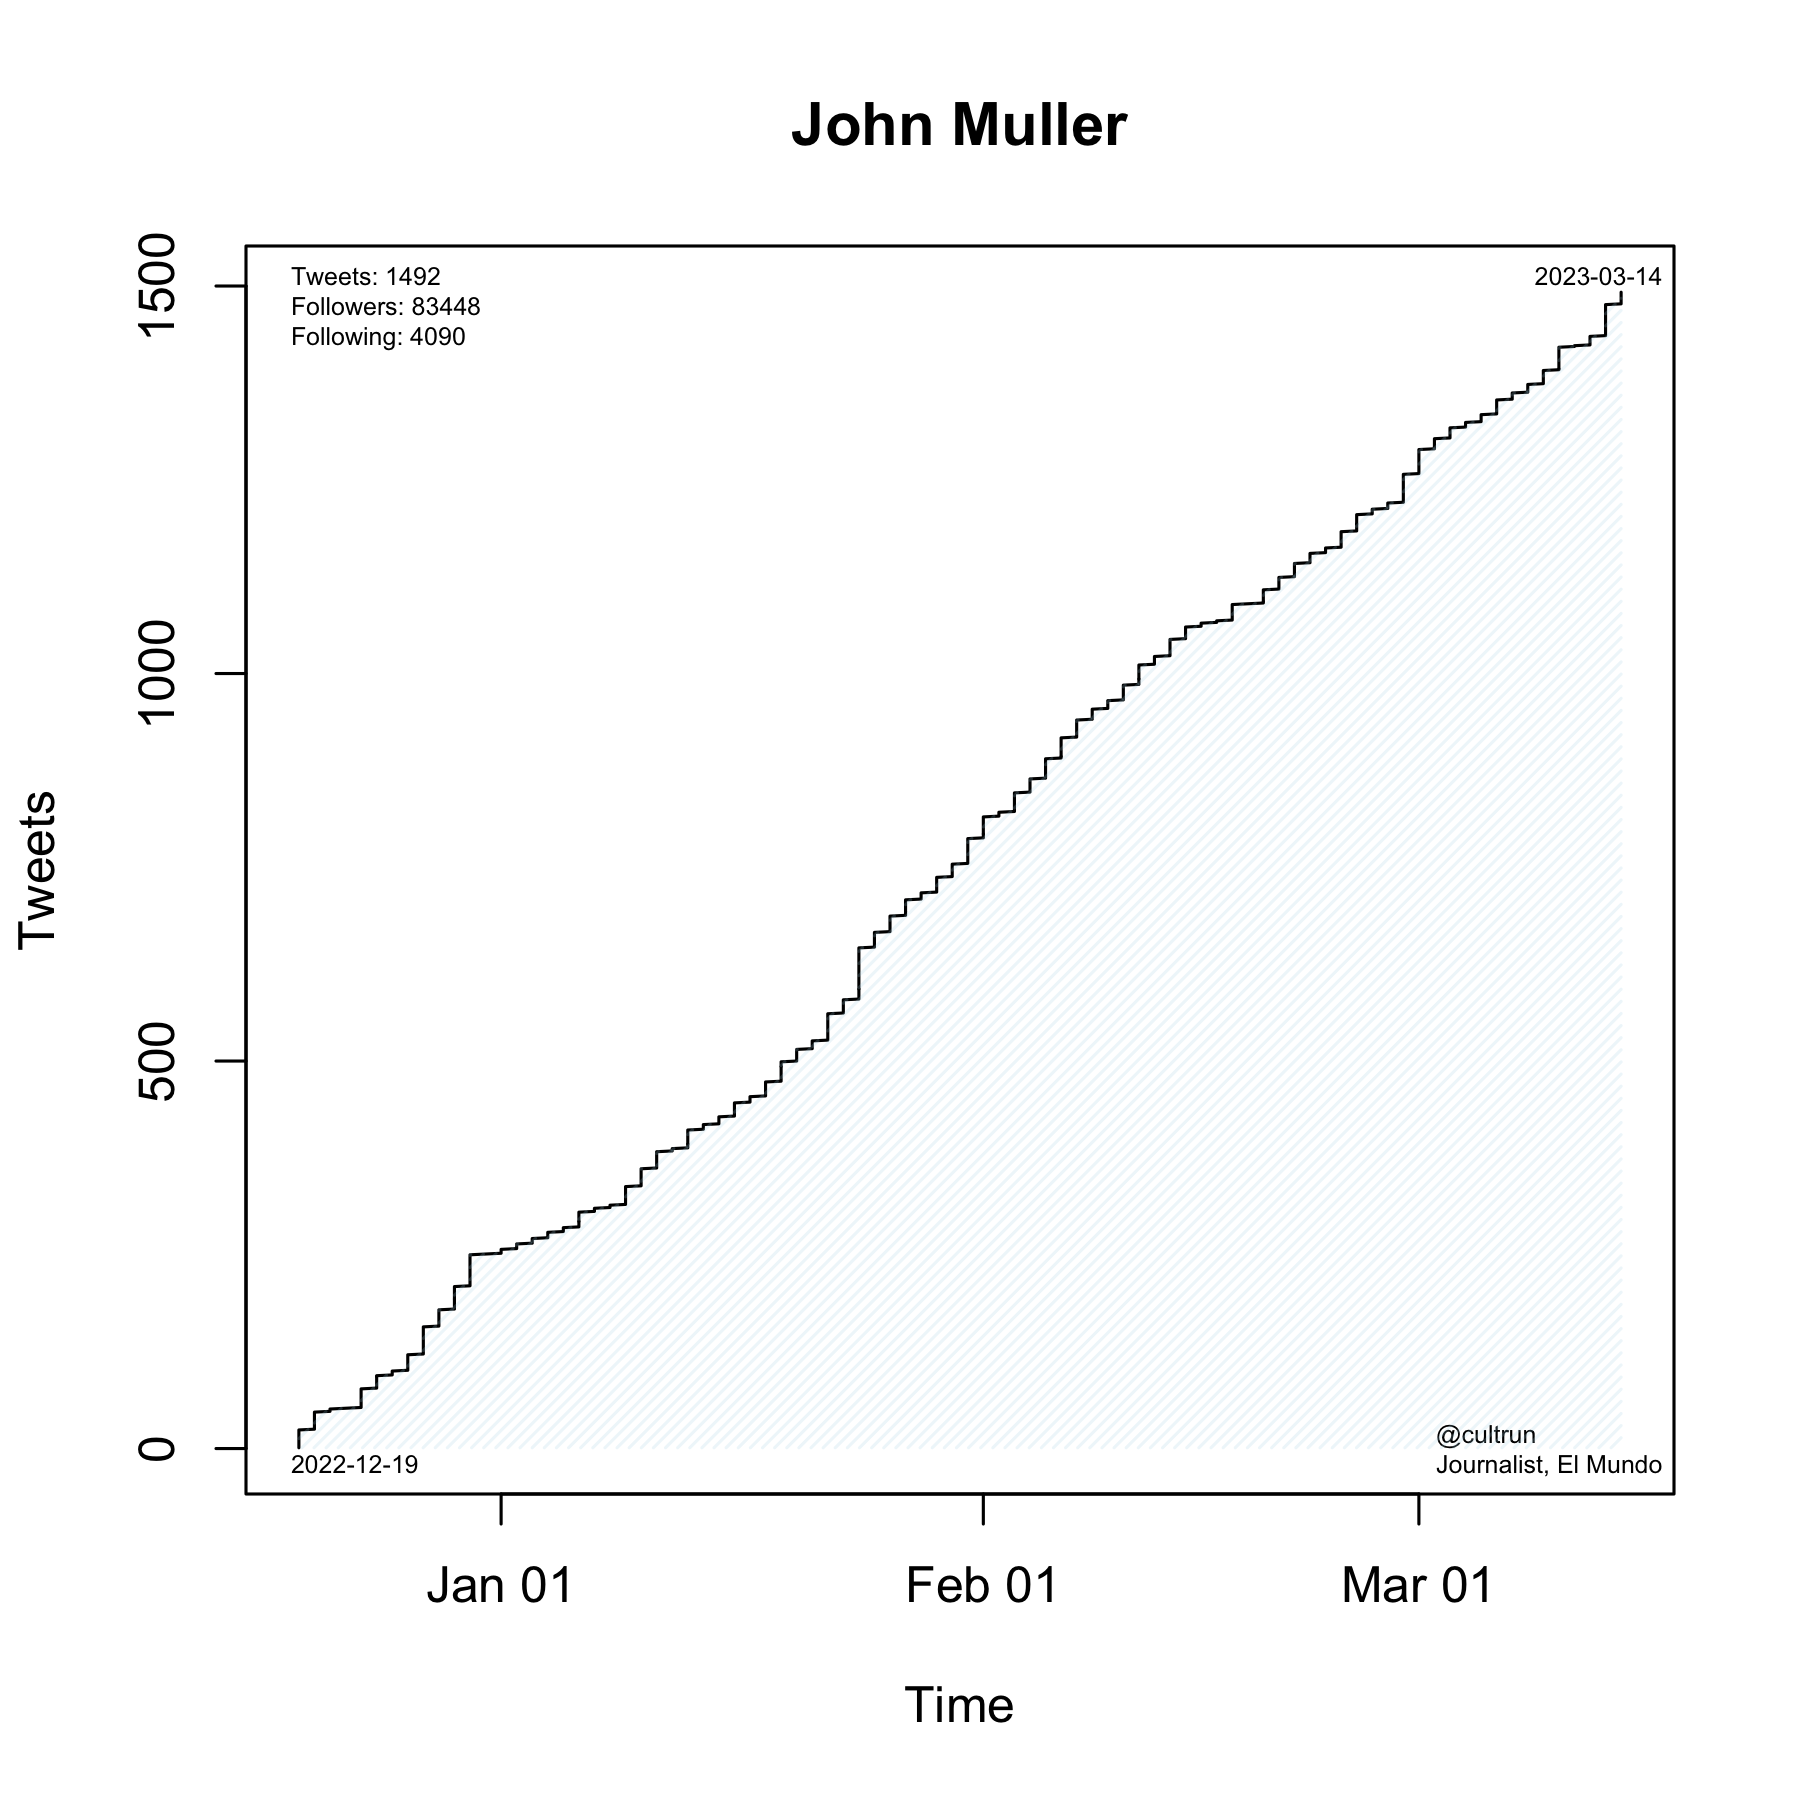 John Muller
Tweets: 1492
Followers: 83448
Following: 4090
2023-03-14
1500
1000
500
0
Tweets
@cultrun
Journalist, El Mundo
2022-12-19
Jan 01
Feb 01
Mar 01
Time